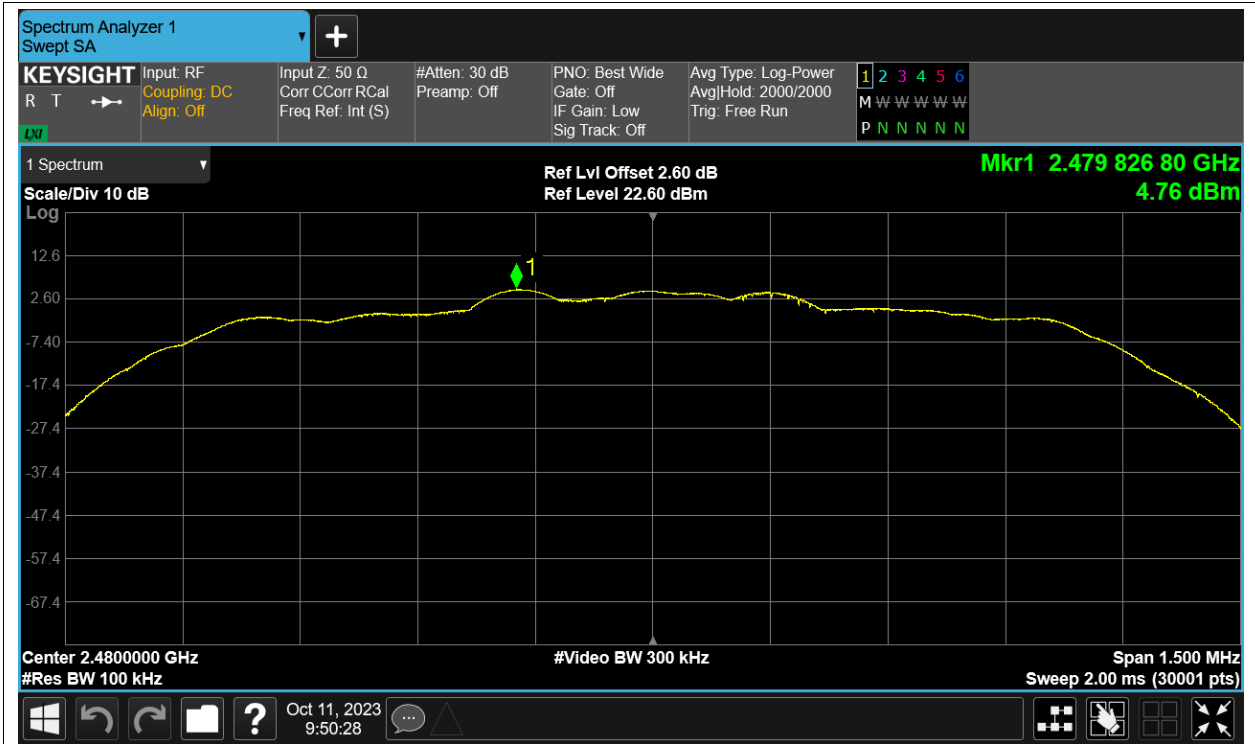 Spectrum Analyzer 1
Swept SA
KEYSIGHT
R T
LXI
Input: RF
Coupling: DC
Align: Off
Input Z: 50 Ω
Corr CCorr RCal
Freq Ref: Int (S)
#Atten: 30 dB
Preamp: Off
PNO: Best Wide
Gate: Off
IF Gain: Low
Sig Track: Off
Avg Type: Log-Power
Avg|Hold: 2000/2000
Trig: Free Run
1 2 3 4 5 6
M W W W W W
P N N N N N
1 Spectrum
Scale/Div 10 dB
Log
Ref Lvl Offset 2.60 dB
Ref Level 22.60 dBm
Mkr1 2.479 826 80 GHz
4.76 dBm
1
12.6
2.60
-7.40
-17.4
-27.4
-37.4
-47.4
-57.4
-67.4
Center 2.4800000 GHz
#Res BW 100 kHz
#Video BW 300 kHz
Span 1.500 MHz
Sweep 2.00 ms (30001 pts)
?
Oct 11, 2023
9:50:28